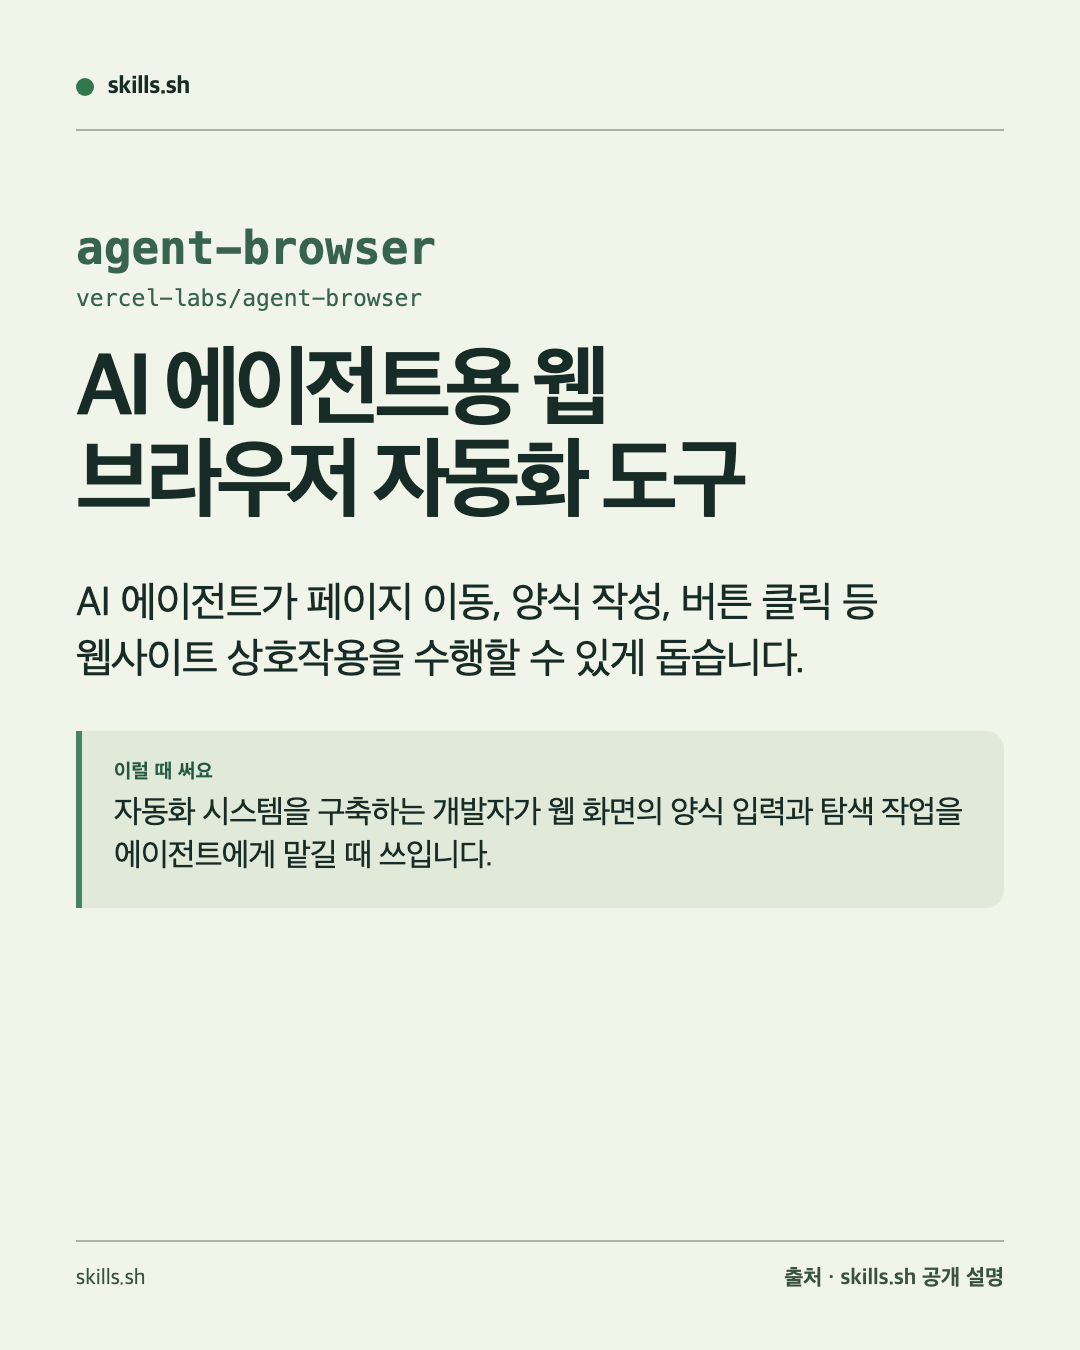 skills.sh
agent-browser
vercel-labs/agent-browser
AI 에이전트용 웹
브라우저 자동화 도구
AI 에이전트가 페이지 이동, 양식 작성, 버튼 클릭 등
웹사이트 상호작용을 수행할 수 있게 돕습니다.
이럴 때 써요
자동화 시스템을 구축하는 개발자가 웹 화면의 양식 입력과 탐색 작업을
에이전트에게 맡길 때 쓰입니다.
skills.sh
출처 · skills.sh 공개 설명